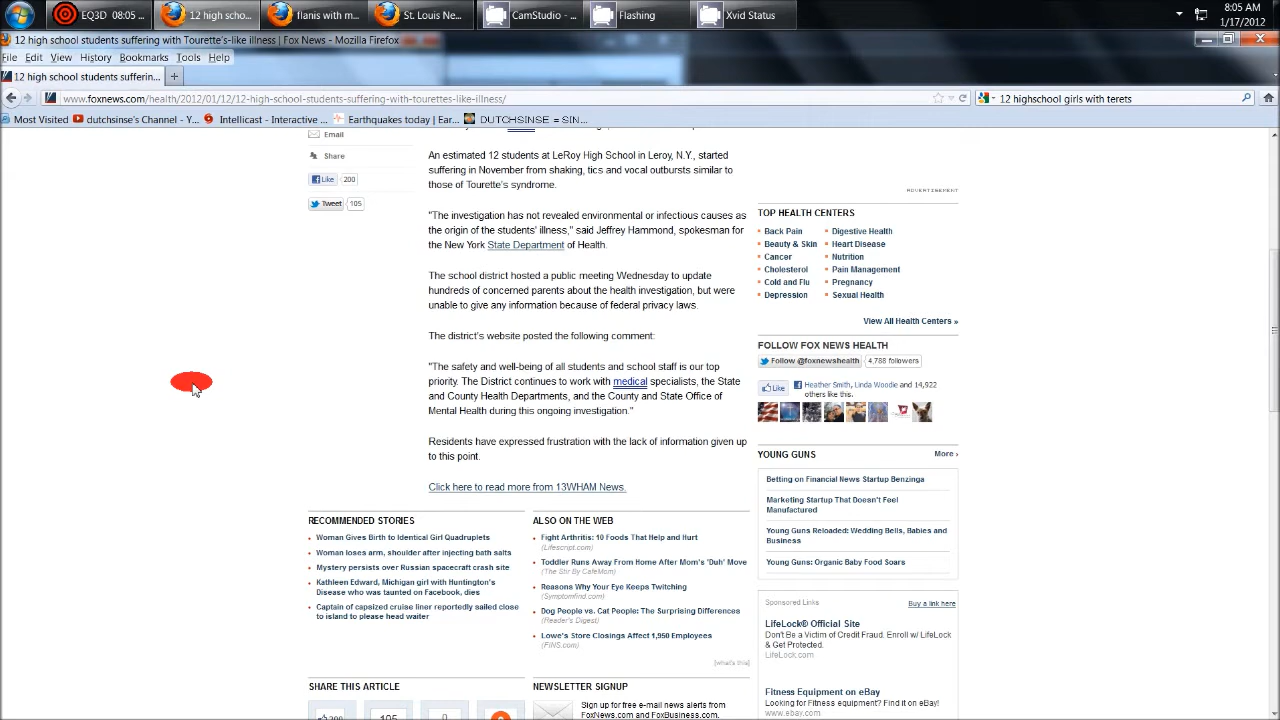 EQ3D 08:05 ...
12 high scho...
flanis with m...
St. Louis Ne...
CamStudio - ...
Flashing
Xvid Status
8:05 AM
1/17/2012
12 high school students suffering with Tourette's-like illness | Fox News - Mozilla Firefox
File Edit View History Bookmarks Tools Help
12 high school students sufferin...
www.foxnews.com/health/2012/01/12/12-high-school-students-suffering-with-tourettes-like-illness/
12 highschool girls with terets
Most Visited
dutchsinse's Channel - Y...
Intellicast - Interactive ...
Earthquakes today | Ear...
DUTCHSINSE = SIN...
Email
Share
Like 200
Tweet 105
An estimated 12 students at LeRoy High School in Leroy, N.Y., started
suffering in November from shaking, tics and vocal outbursts similar to
those of Tourette's syndrome.
"The investigation has not revealed environmental or infectious causes as
the origin of the students' illness," said Jeffrey Hammond, spokesman for
the New York State Department of Health.
The school district hosted a public meeting Wednesday to update
hundreds of concerned parents about the health investigation, but were
unable to give any information because of federal privacy laws.
The district's website posted the following comment:
"The safety and well-being of all students and school staff is our top
priority. The District continues to work with medical specialists, the State
and County Health Departments, and the County and State Office of
Mental Health during this ongoing investigation."
Residents have expressed frustration with the lack of information given up
to this point.
Click here to read more from 13WHAM News.
ADVERTISEMENT
TOP HEALTH CENTERS
Back Pain
Beauty & Skin
Cancer
Cholesterol
Cold and Flu
Depression
Digestive Health
Heart Disease
Nutrition
Pain Management
Pregnancy
Sexual Health
View All Health Centers »
FOLLOW FOX NEWS HEALTH
Follow @foxnewshealth 4,788 followers
Like
Heather Smith, Linda Woodie and 14,922
others like this.
YOUNG GUNS
More ›
Betting on Financial News Startup Benzinga
Marketing Startup That Doesn't Feel
Manufactured
Young Guns Reloaded: Wedding Bells, Babies and
Business
Young Guns: Organic Baby Food Soars
RECOMMENDED STORIES
Woman Gives Birth to Identical Girl Quadruplets
Woman loses arm, shoulder after injecting bath salts
Mystery persists over Russian spacecraft crash site
Kathleen Edward, Michigan girl with Huntington's
Disease who was taunted on Facebook, dies
Captain of capsized cruise liner reportedly sailed close
to island to please head waiter
ALSO ON THE WEB
Fight Arthritis: 10 Foods That Help and Hurt
(Lifescript.com)
Toddler Runs Away From Home After Mom's 'Duh' Move
(The Stir By CafeMom)
Reasons Why Your Eye Keeps Twitching
(Symptomfind.com)
Dog People vs. Cat People: The Surprising Differences
(Reader's Digest)
Lowe's Store Closings Affect 1,950 Employees
(FINS.com)
[what's this]
Sponsored Links
Buy a link here
LifeLock® Official Site
Don't Be a Victim of Credit Fraud. Enroll w/ LifeLock
& Get Protected.
LifeLock.com
Fitness Equipment on eBay
Looking for Fitness equipment? Find it on eBay!
www.ebay.com
SHARE THIS ARTICLE
NEWSLETTER SIGNUP
Sign up for free e-mail news alerts from
FoxNews.com and FoxBusiness.com.